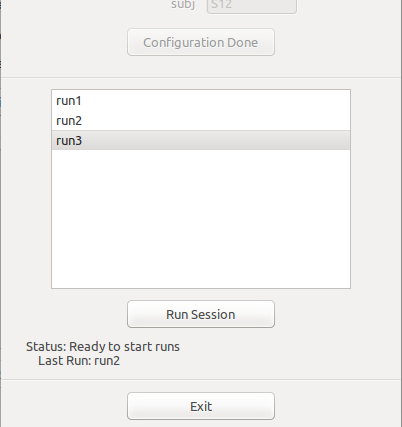 subj S12
Configuration Done
run1
run2
run3
Run Session
Status: Ready to start runs
Last Run: run2
Exit